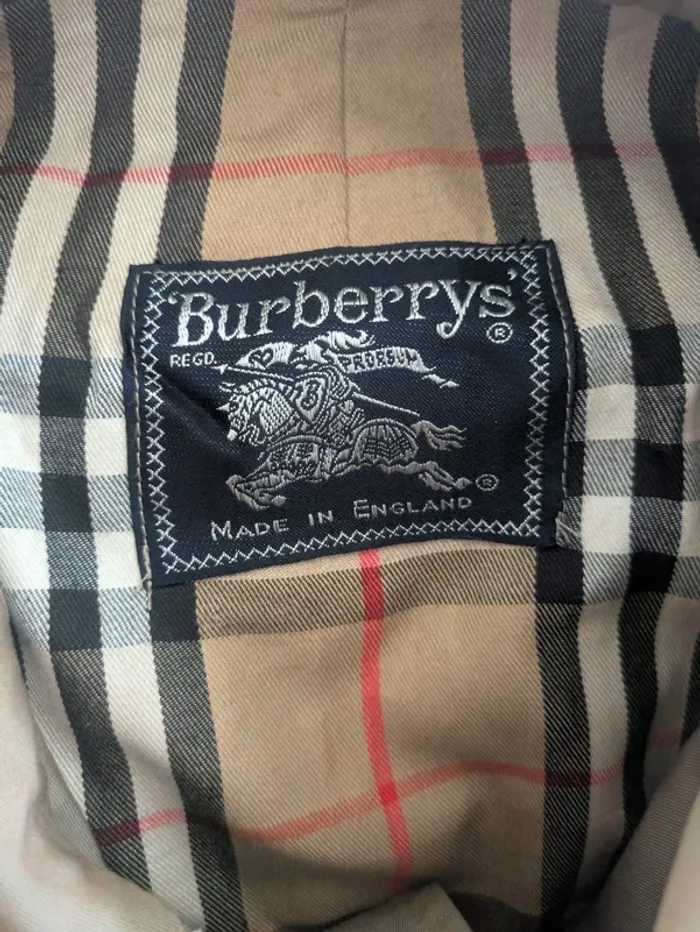 'Burberrys'®
REGD.
PRORSUM
B
®
MADE IN ENGLAND